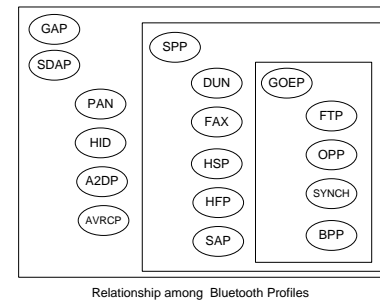 GAP
SDAP
PAN
HID
A2DP
AVRCP
SPP
DUN
FAX
HSP
HFP
SAP
GOEP
FTP
OPP
SYNCH
BPP
Relationship among Bluetooth Profiles